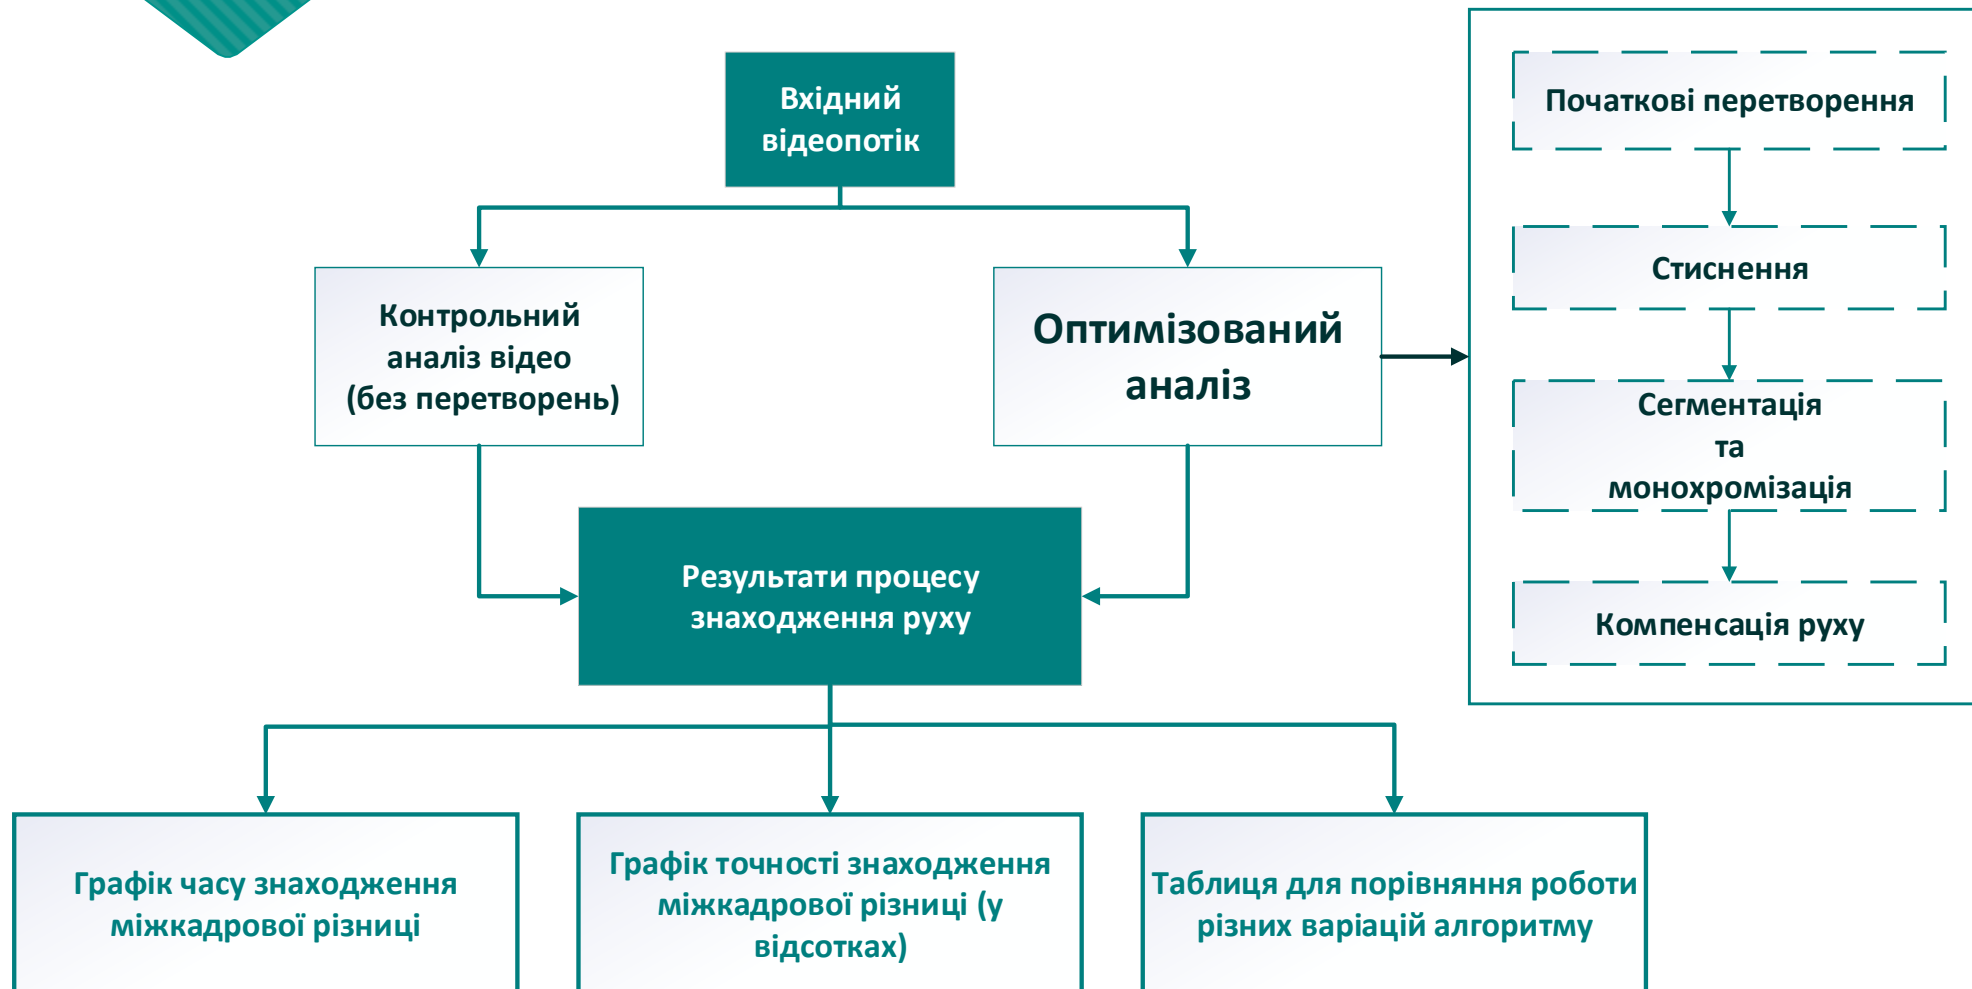 Вхідний
відеопотік
Контрольний
аналіз відео
(без перетворень)
Оптимізований
аналіз
Початкові перетворення
Стиснення
Сегментація
та
монохромізація
Компенсація руху
Результати процесу
знаходження руху
Графік часу знаходження
міжкадрової різниці
Графік точності знаходження
міжкадрової різниці (у
відсотках)
Таблиця для порівняння роботи
різних варіацій алгоритму